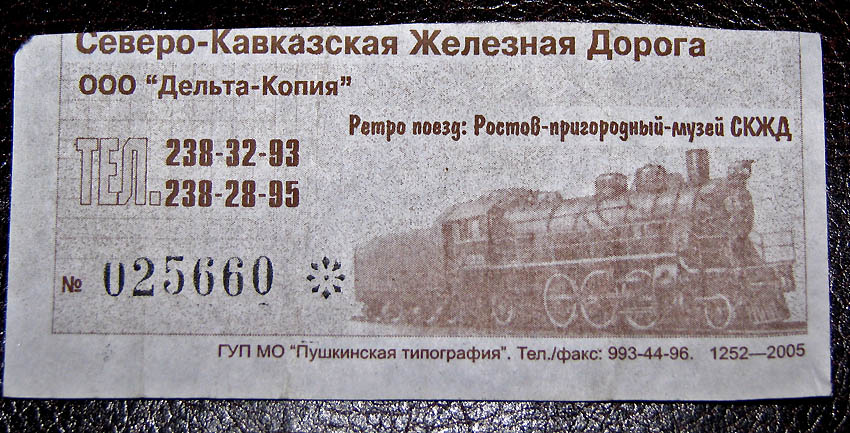 Северо-Кавказская Железная Дорога
ООО “Дельта-Копия”
Ретро поезд: Ростов-пригородный-музей СКЖД
ТЕЛ. 238-32-93
238-28-95
№ 025660
ГУП МО “Пушкинская типография”. Тел./факс: 993-44-96. 1252—2005